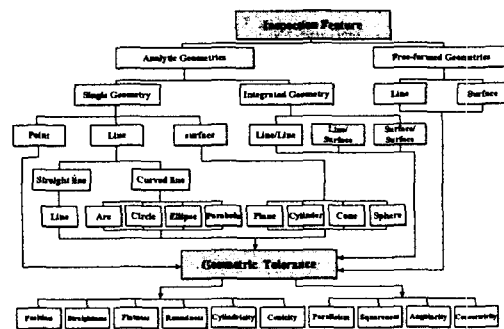 Inspection Feature
Analytic Geometries
Free-formed Geometries
Single Geometry
Integrated Geometry
Line
Surface
Point
Line
surface
Line/Line
Line/
Surface
Surface/
Surface
Straight line
Curved line
Line
Arc
Circle
Ellipse
Parabola
Plane
Cylinder
Cone
Sphere
Geometric Tolerance
Position
Straightness
Flatness
Roundness
Cylindricity
Conicity
Parallelism
Squareness
Angularity
Concentricity